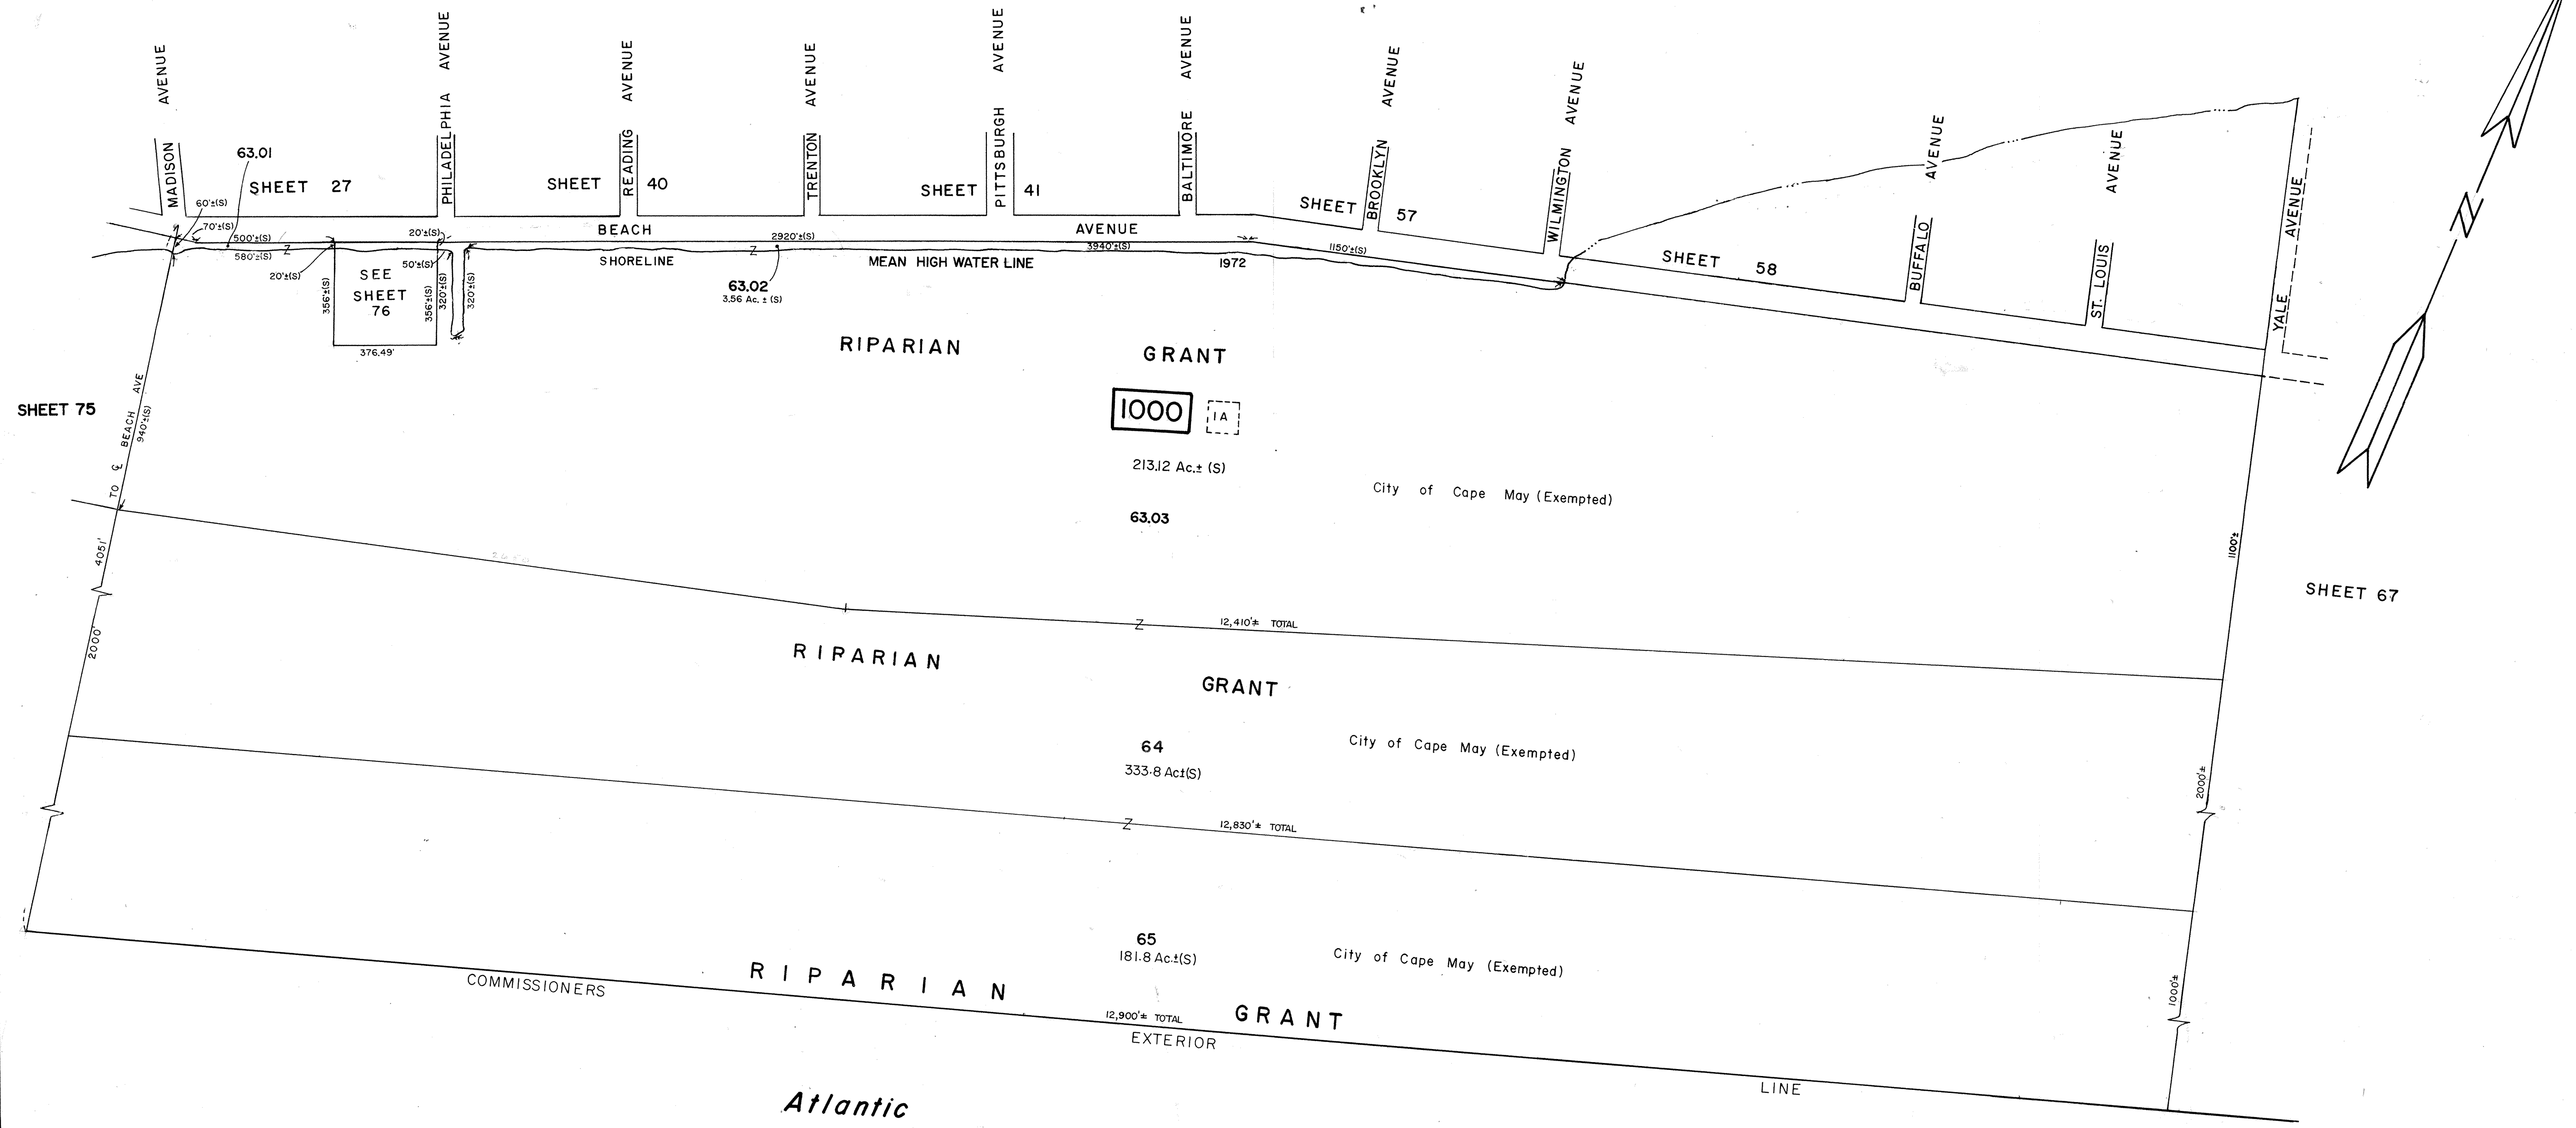 MADISON AVENUE
PHILADELPHIA AVENUE
READING AVENUE
TRENTON AVENUE
PITTSBURGH AVENUE
BALTIMORE AVENUE
BROOKLYN AVENUE
WILMINGTON AVENUE
BUFFALO AVENUE
ST. LOUIS AVENUE
YALE AVENUE
N
63.01
SHEET 27
SHEET 40
SHEET 41
SHEET 57
SHEET 58
60'±(S)
70'±(S)
500'±(S)
580'±(S)
20'±(S)
20'±(S)
50'±(S)
BEACH AVENUE
2920'±(S)
3940'±(S)
1150'±(S)
SHORELINE MEAN HIGH WATER LINE 1972
SEE
SHEET
76
356'±(S)
356'±(S)
320'±(S)
320'±(S)
376.49'
63.02
3.56 Ac. ± (S)
RIPARIAN GRANT
1000
1A
213.12 Ac.± (S)
City of Cape May (Exempted)
63.03
SHEET 75
TO ℄ BEACH AVE
940'±(S)
4051'
2000'
1100'±
SHEET 67
12,410'± TOTAL
RIPARIAN GRANT
64
333.8 Ac±(S)
City of Cape May (Exempted)
2000'±
12,830'± TOTAL
65
181.8 Ac.±(S)
City of Cape May (Exempted)
1000'±
RIPARIAN GRANT
12,900'± TOTAL
COMMISSIONERS EXTERIOR LINE
Atlantic